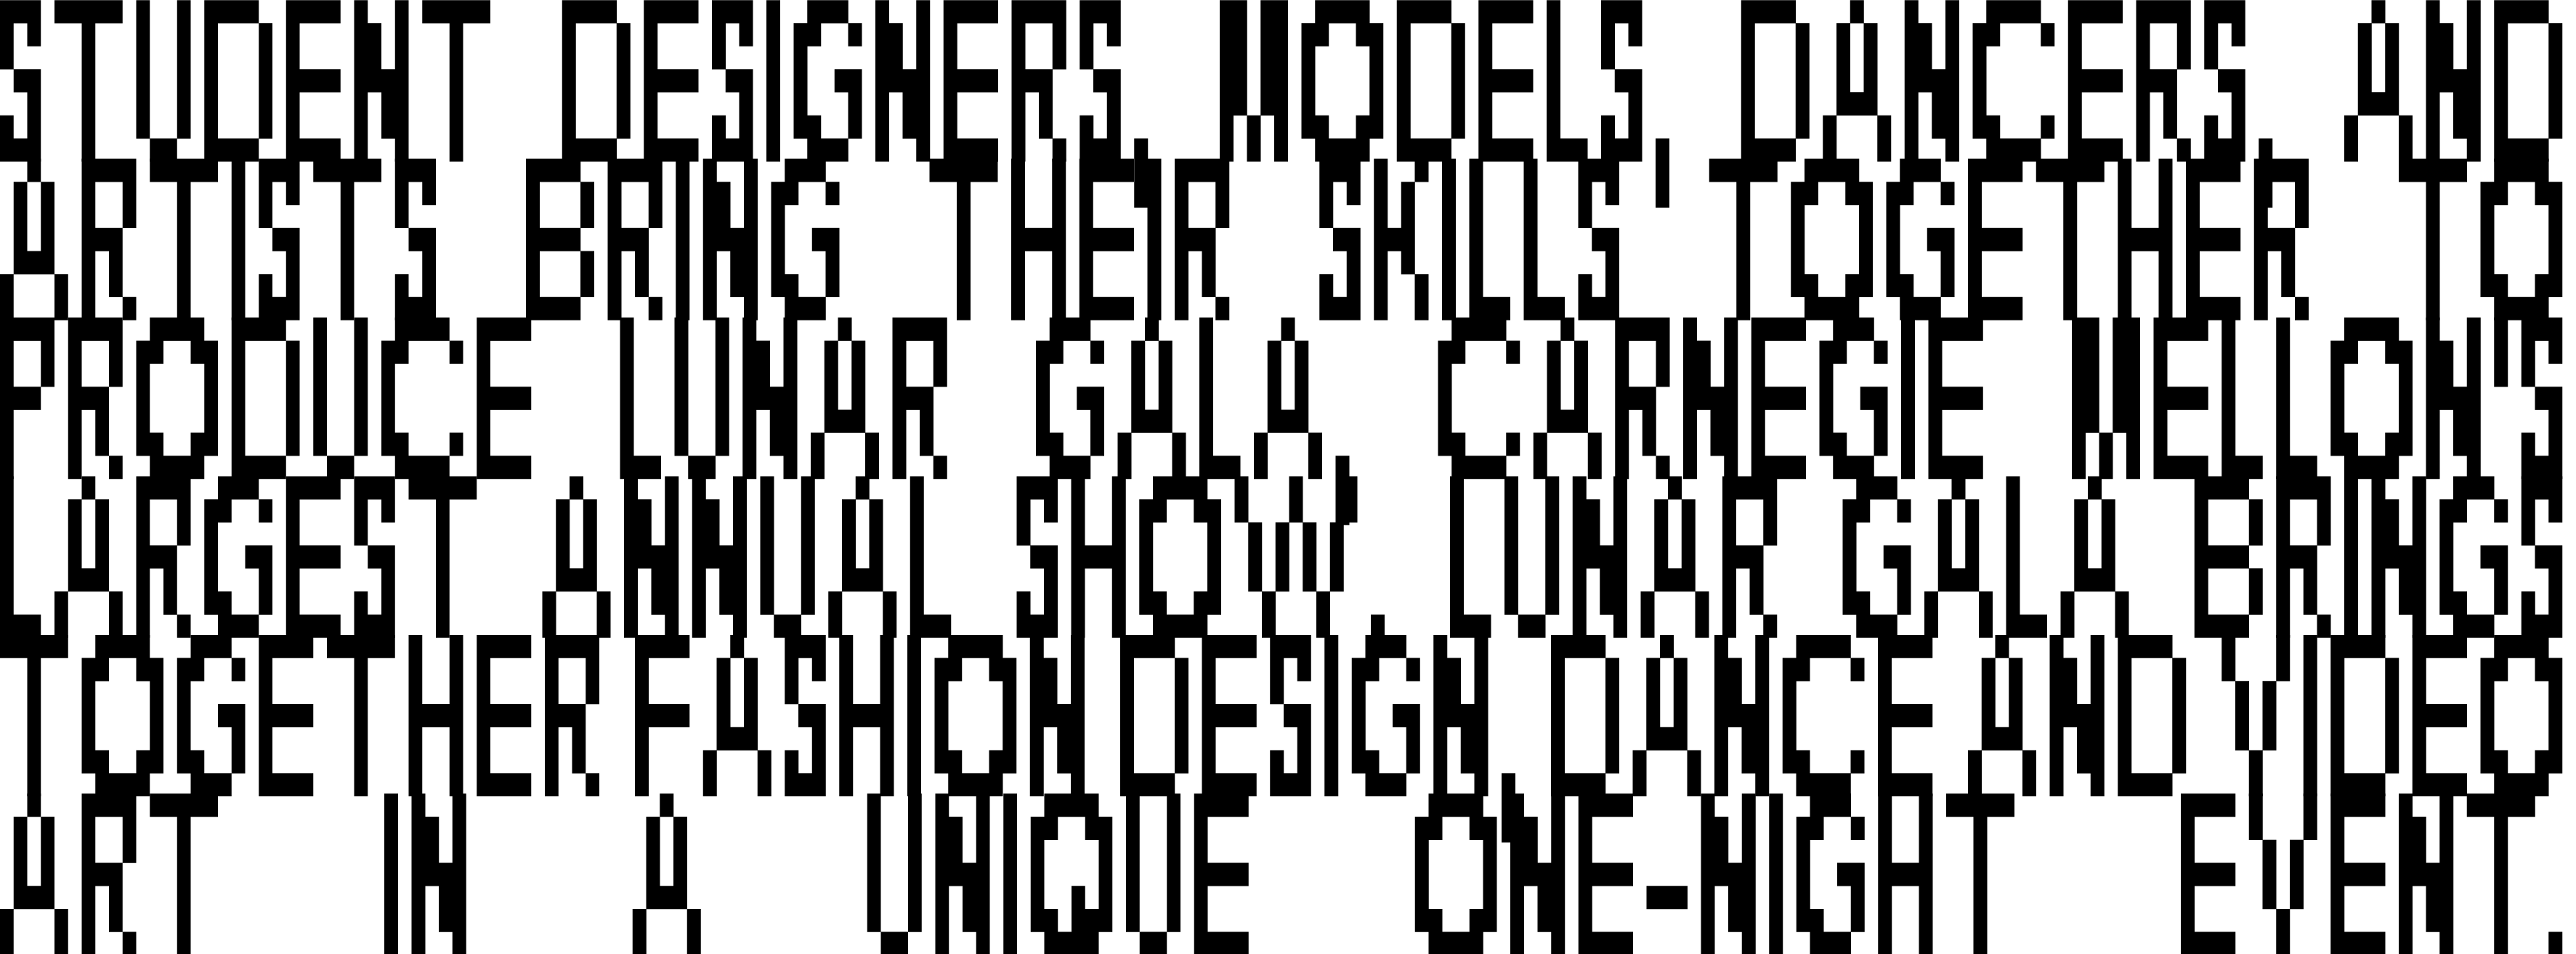 STUDENT DESIGNERS, MODELS, DANCERS, AND
ARTISTS BRING THEIR SKILLS TOGETHER TO
PRODUCE LUNAR GALA, CARNEGIE MELLON'S
LARGEST ANNUAL SHOW. LUNAR GALA BRINGS
TOGETHER FASHION DESIGN, DANCE AND VIDEO
ART IN A UNIQUE ONE-NIGHT EVENT.